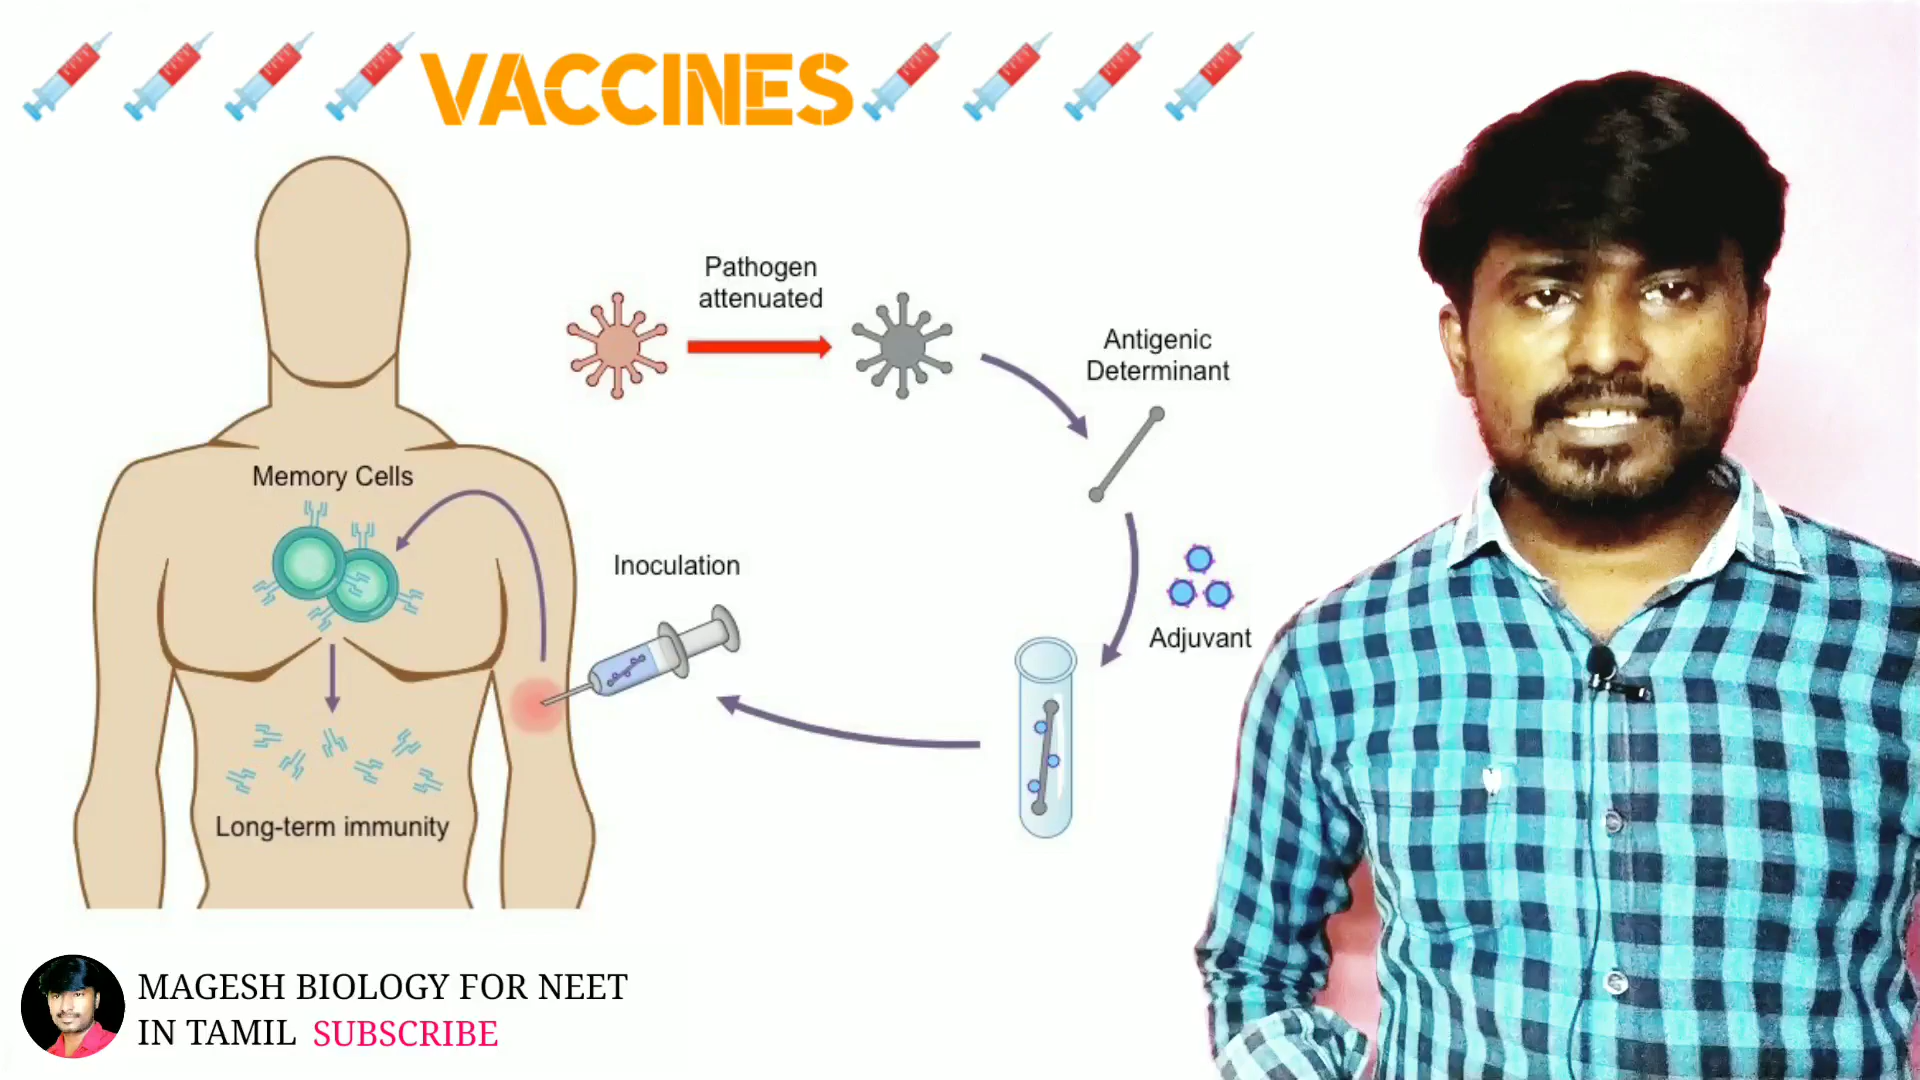 VACCINES
Pathogen
attenuated
Antigenic
Determinant
Memory Cells
Inoculation
Adjuvant
Long-term immunity
MAGESH BIOLOGY FOR NEET
IN TAMIL SUBSCRIBE